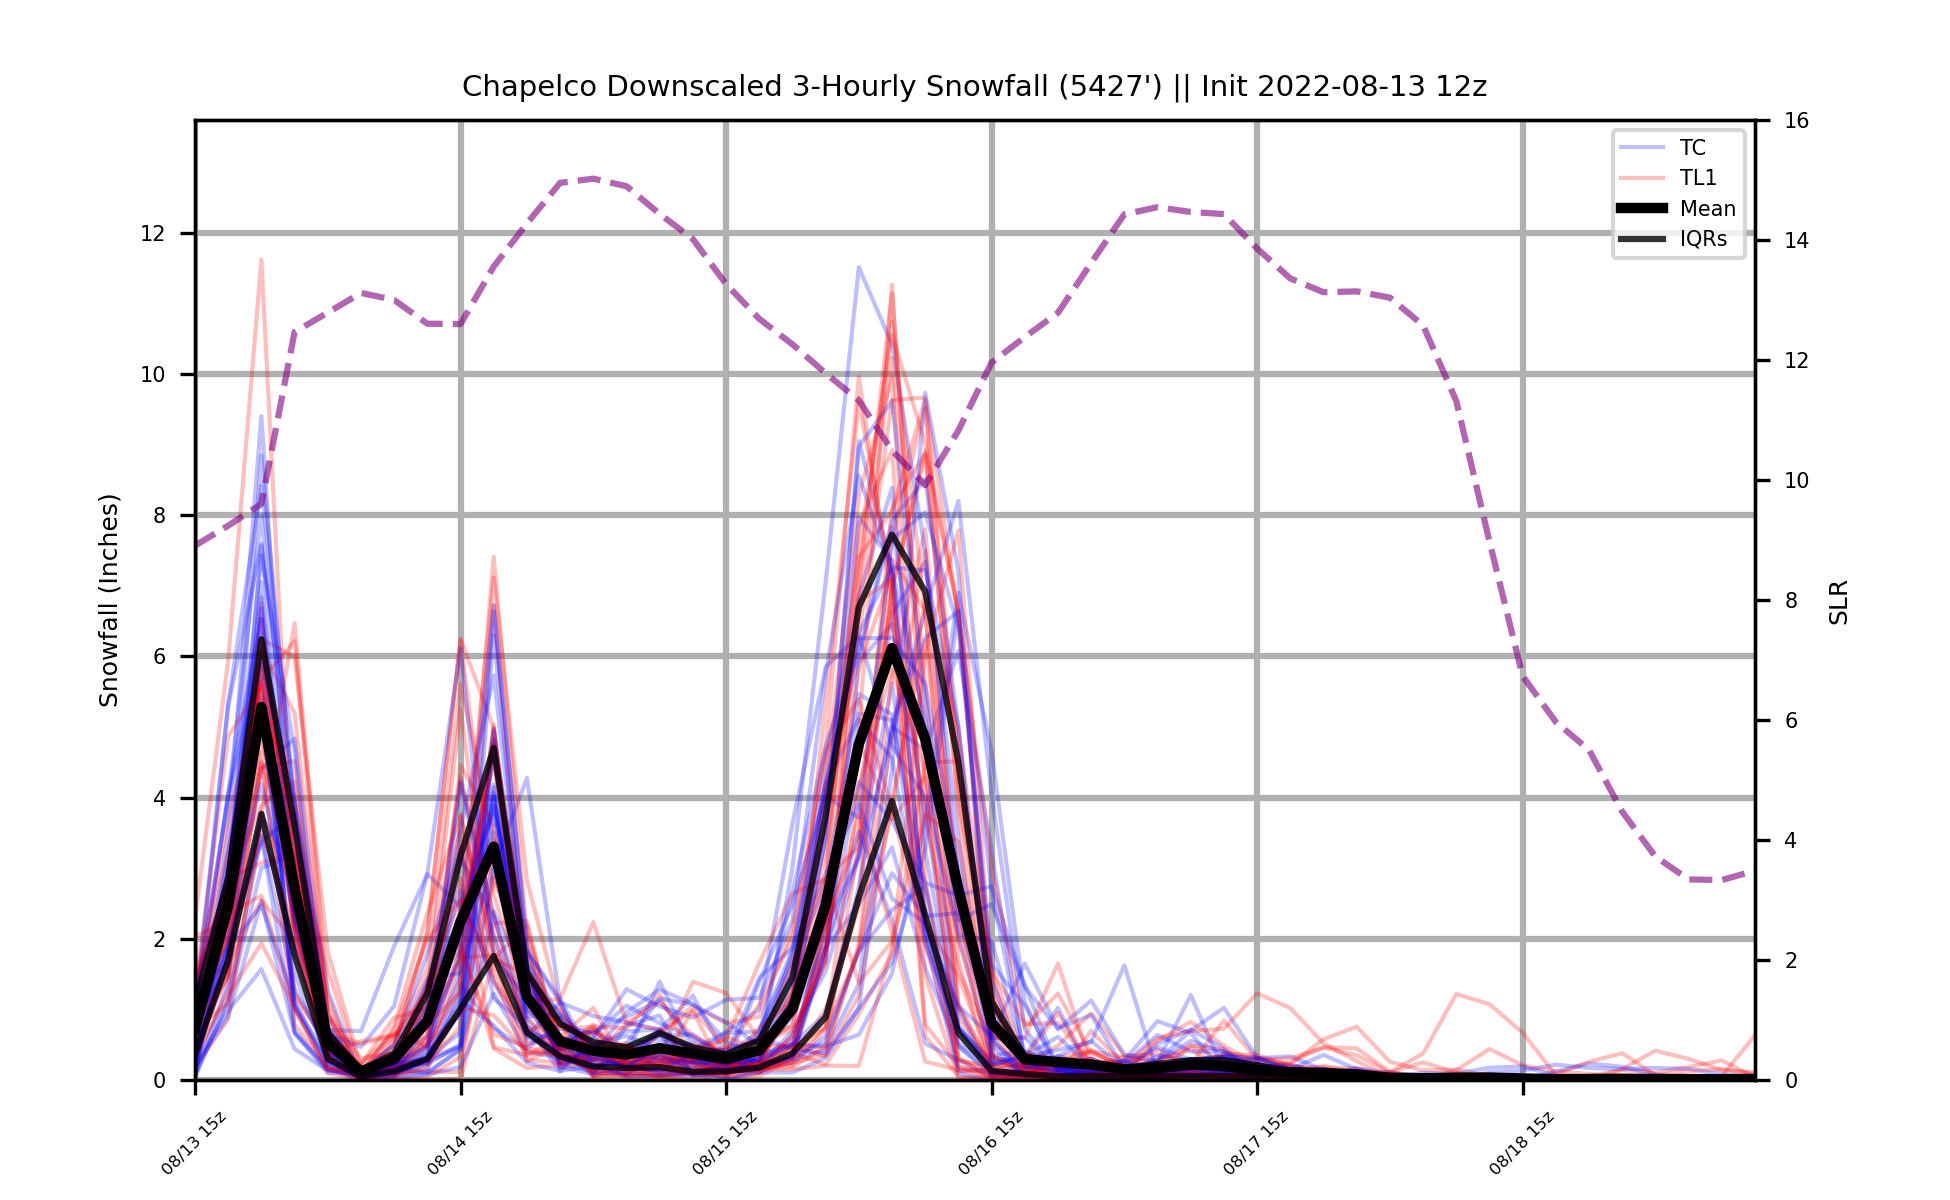 Chapelco Downscaled 3-Hourly Snowfall (5427') || Init 2022-08-13 12z
TC
TL1
Mean
IQRs
Snowfall (Inches)
12
10
8
6
4
2
0
16
14
12
10
8
6
4
2
0
SLR
08/13 15z
08/14 15z
08/15 15z
08/16 15z
08/17 15z
08/18 15z